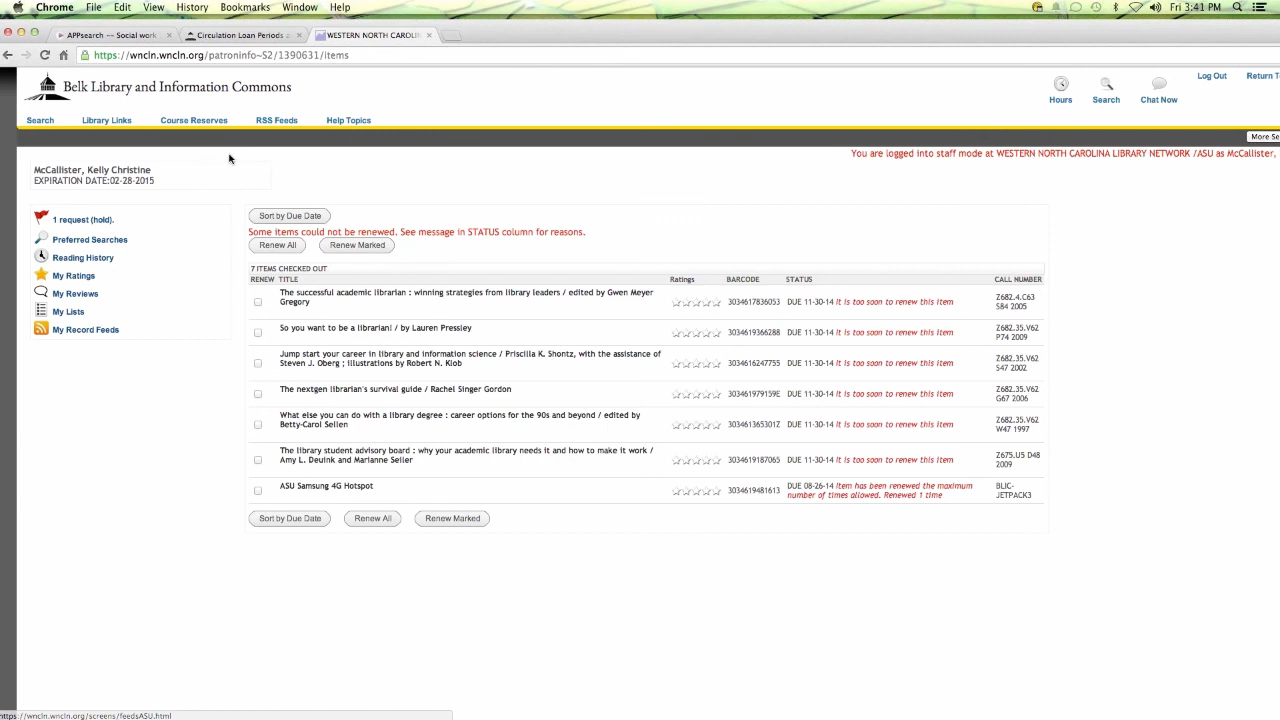 Chrome File Edit View History Bookmarks Window Help Fri 3:41 PM
APPsearch -- Social work Circulation Loan Periods WESTERN NORTH CAROLIN
https://wncln.wncln.org/patroninfo~S2/1390631/items
Belk Library and Information Commons
Log Out Return T
Hours Search Chat Now
Search Library Links Course Reserves RSS Feeds Help Topics
More Se
You are logged into staff mode at WESTERN NORTH CAROLINA LIBRARY NETWORK /ASU as McCallister,
McCallister, Kelly Christine
EXPIRATION DATE:02-28-2015
1 request (hold).
Preferred Searches
Reading History
My Ratings
My Reviews
My Lists
My Record Feeds
Sort by Due Date
Some items could not be renewed. See message in STATUS column for reasons.
Renew All Renew Marked
7 ITEMS CHECKED OUT
RENEW TITLE Ratings BARCODE STATUS CALL NUMBER
The successful academic librarian : winning strategies from library leaders / edited by Gwen Meyer
Gregory
30346178360S3 DUE 11-30-14 It is too soon to renew this item
Z682.4.C63
S84 2005
So you want to be a librarian! / by Lauren Pressley
3034619366288 DUE 11-30-14 It is too soon to renew this item
Z682.35.V62
P74 2009
Jump start your career in library and information science / Priscilla K. Shontz, with the assistance of
Steven J. Oberg ; illustrations by Robert N. Klob
3034616247755 DUE 11-30-14 It is too soon to renew this item
Z682.35.V62
S47 2002
The nextgen librarian's survival guide / Rachel Singer Gordon
303461979159E DUE 11-30-14 It is too soon to renew this item
Z682.35.V62
G67 2006
What else you can do with a library degree : career options for the 90s and beyond / edited by
Betty-Carol Sellen
303461365301Z DUE 11-30-14 It is too soon to renew this item
Z682.35.V62
W47 1997
The library student advisory board : why your academic library needs it and how to make it work /
Amy L. Deuink and Marianne Seiler
3034619187065 DUE 11-30-14 It is too soon to renew this item
Z675.U5 D48
2009
ASU Samsung 4G Hotspot
3034619481613 DUE 08-26-14 Item has been renewed the maximum
number of times allowed. Renewed 1 time
BLIC-
JETPACK3
Sort by Due Date Renew All Renew Marked
https://wncln.wncln.org/screens/feedsASU.html